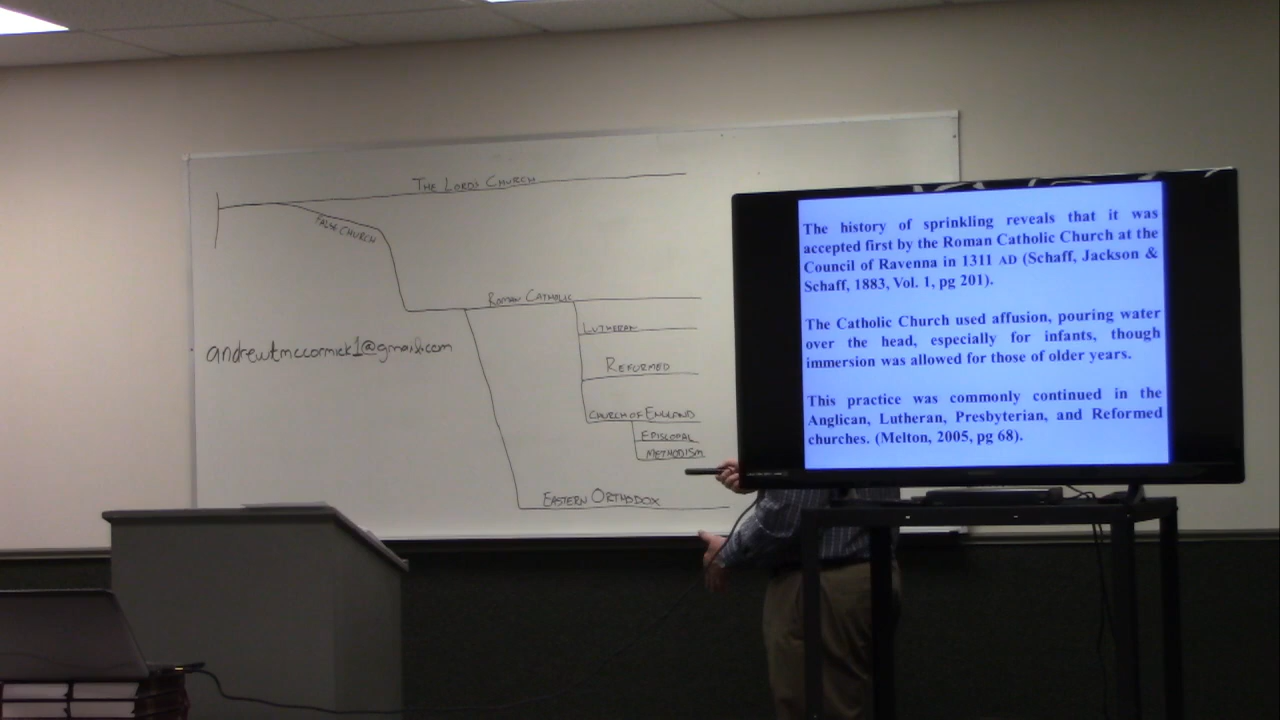 THE LORDS CHURCH
FALSE CHURCH
ROMAN CATHOLIC
LUTHERAN
REFORMED
CHURCH OF ENGLAND
EPISCOPAL
METHODISM
EASTERN ORTHODOX
andrewtmccormick1@gmail.com
The history of sprinkling reveals that it was
accepted first by the Roman Catholic Church at the
Council of Ravenna in 1311 AD (Schaff, Jackson &
Schaff, 1883, Vol. 1, pg 201).
The Catholic Church used affusion, pouring water
over the head, especially for infants, though
immersion was allowed for those of older years.
This practice was commonly continued in the
Anglican, Lutheran, Presbyterian, and Reformed
churches. (Melton, 2005, pg 68).